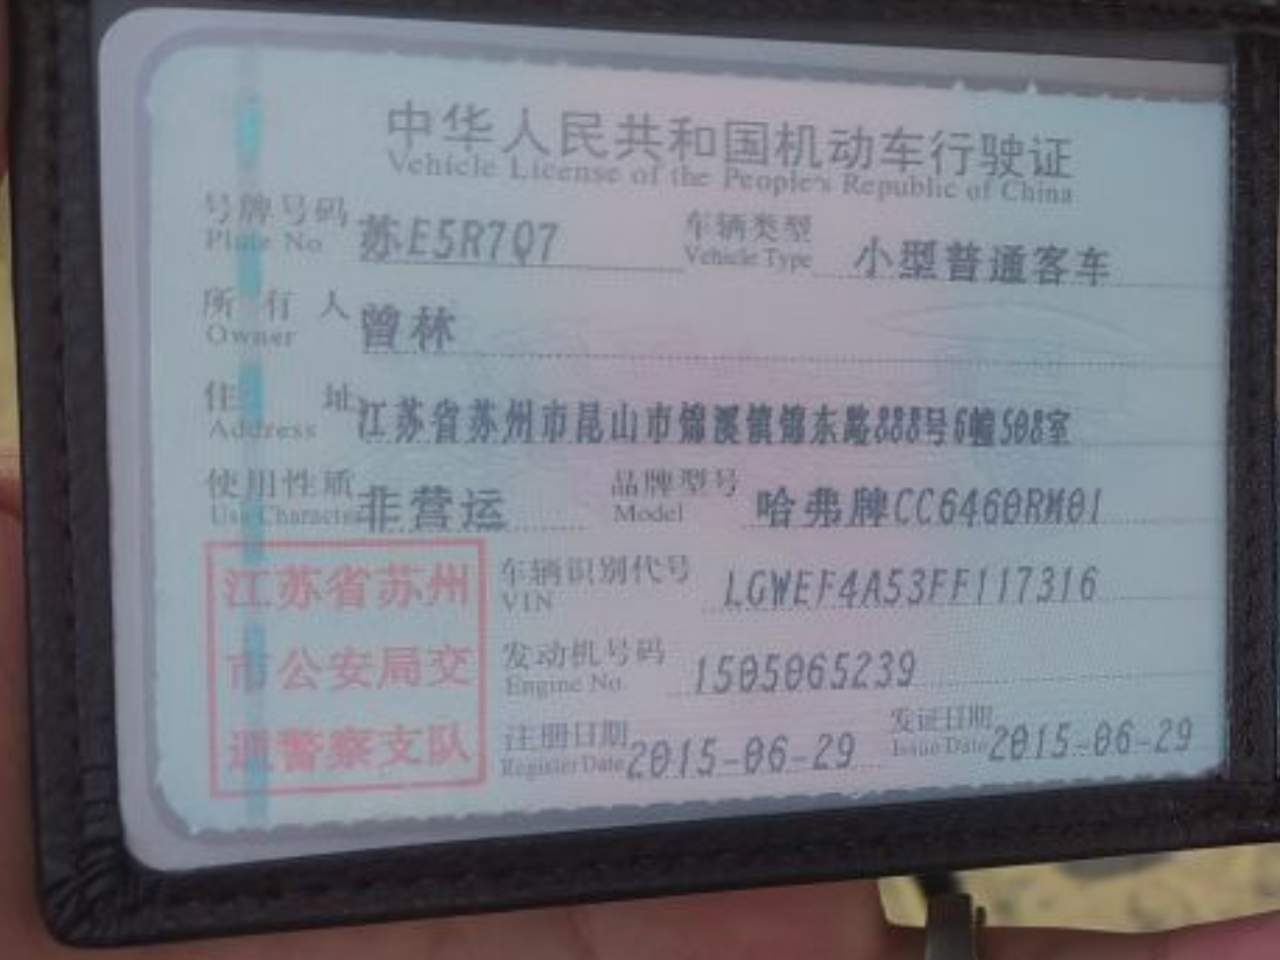 中华人民共和国机动车行驶证
Vehicle License of the People's Republic of China
号牌号码 苏E5R7Q7 车辆类型 小型普通客车
Plate No. Vehicle Type
所有人 曾林
Owner
住址 江苏省苏州市昆山市锦溪镇锦东路888号6幢508室
Address
使用性质 非营运 品牌型号 哈弗牌CC6460RM01
Use Character Model
江苏省苏州
市公安局交
通警察支队
车辆识别代号 LGWEF4A53FF117316
VIN
发动机号码 1505065239
Engine No.
注册日期 2015-06-29 发证日期 2015-06-29
Register Date Issue Date